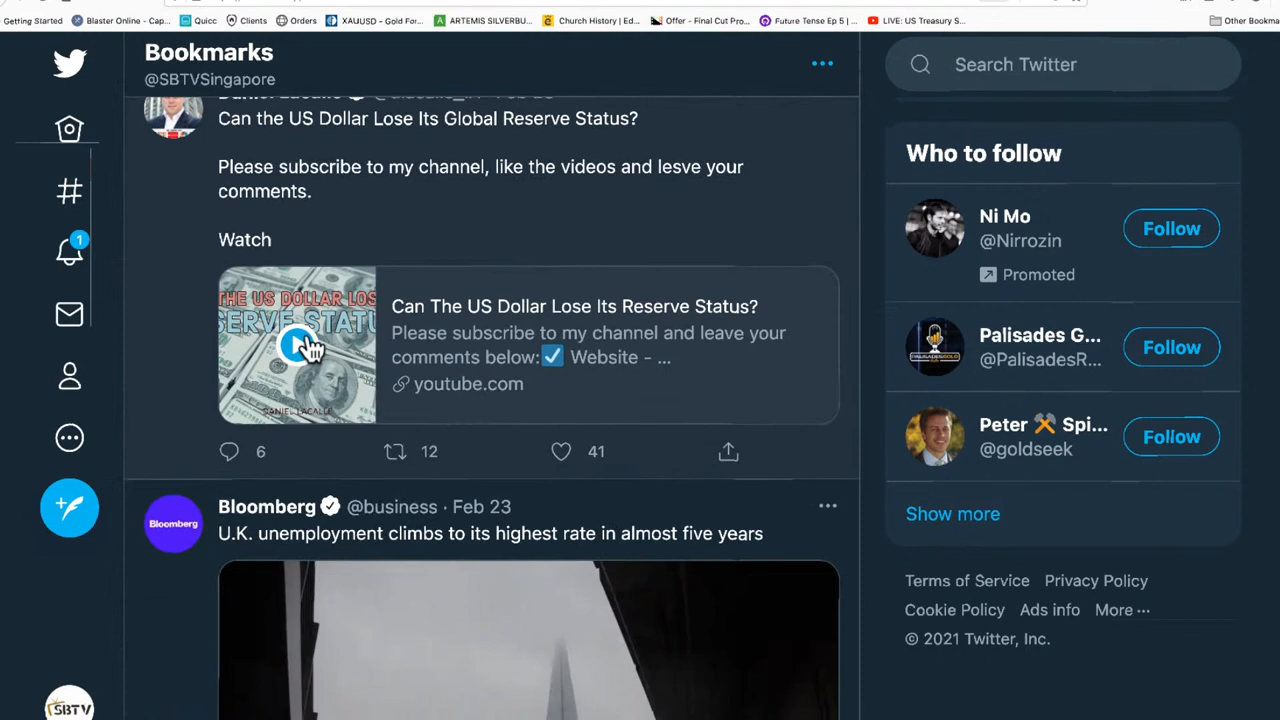 Getting Started
Blaster Online - Cap...
Quicc
Clients
Orders
XAUUSD - Gold For...
ARTEMIS SILVERBU...
Church History | Ed...
Offer - Final Cut Pro...
Future Tense Ep 5 | ...
LIVE: US Treasury S...
Other Bookma
Bookmarks
@SBTVSingapore
Search Twitter
Can the US Dollar Lose Its Global Reserve Status?
Please subscribe to my channel, like the videos and lesve your
comments.
Watch
THE US DOLLAR LOS
SERVE STATU
DANIEL LACALLE
Can The US Dollar Lose Its Reserve Status?
Please subscribe to my channel and leave your
comments below:☑ Website - ...
youtube.com
6 12 41
Bloomberg
Bloomberg @business · Feb 23
U.K. unemployment climbs to its highest rate in almost five years
1
SBTV
Who to follow
Ni Mo
@Nirrozin
Promoted
Follow
Palisades G...
@PalisadesR...
Follow
Peter ⚒ Spi...
@goldseek
Follow
Show more
Terms of Service Privacy Policy
Cookie Policy Ads info More ···
© 2021 Twitter, Inc.